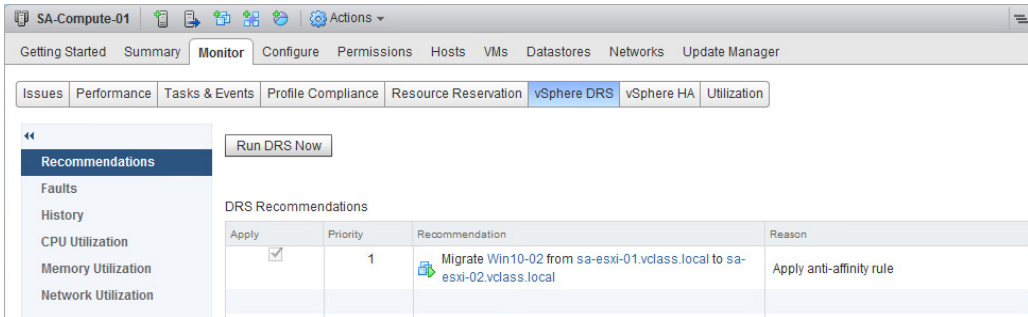 SA-Compute-01 Actions
Getting Started Summary Monitor Configure Permissions Hosts VMs Datastores Networks Update Manager
Issues Performance Tasks & Events Profile Compliance Resource Reservation vSphere DRS vSphere HA Utilization
Recommendations
Faults
History
CPU Utilization
Memory Utilization
Network Utilization
Run DRS Now
DRS Recommendations
Apply Priority Recommendation Reason
1 Migrate Win10-02 from sa-esxi-01.vclass.local to sa-
esxi-02.vclass.local
Apply anti-affinity rule